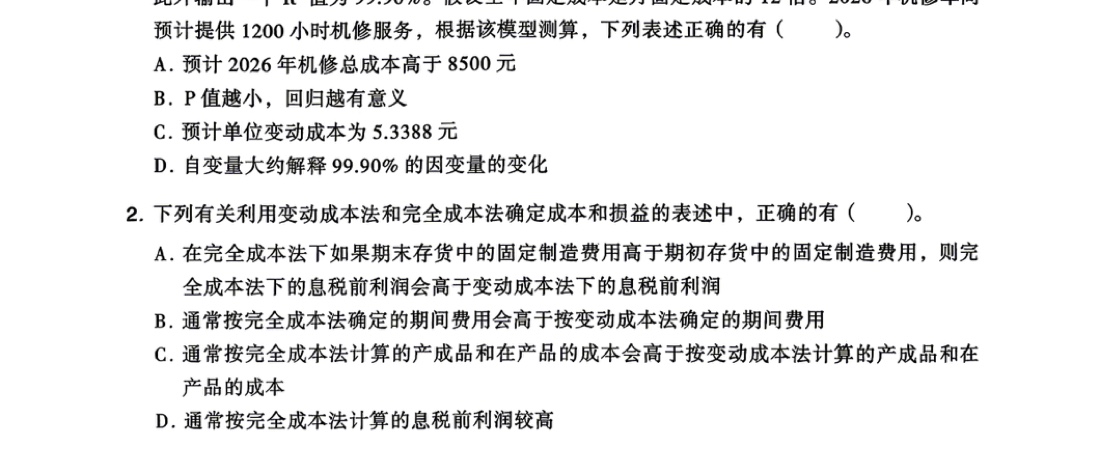 预计提供 1200 小时机修服务，根据该模型测算，下列表述正确的有（　　）。
A. 预计 2026 年机修总成本高于 8500 元
B. P 值越小，回归越有意义
C. 预计单位变动成本为 5.3388 元
D. 自变量大约解释 99.90% 的因变量的变化
2. 下列有关利用变动成本法和完全成本法确定成本和损益的表述中，正确的有（　　）。
A. 在完全成本法下如果期末存货中的固定制造费用高于期初存货中的固定制造费用，则完
全成本法下的息税前利润会高于变动成本法下的息税前利润
B. 通常按完全成本法确定的期间费用会高于按变动成本法确定的期间费用
C. 通常按完全成本法计算的产成品和在产品的成本会高于按变动成本法计算的产成品和在
产品的成本
D. 通常按完全成本法计算的息税前利润较高